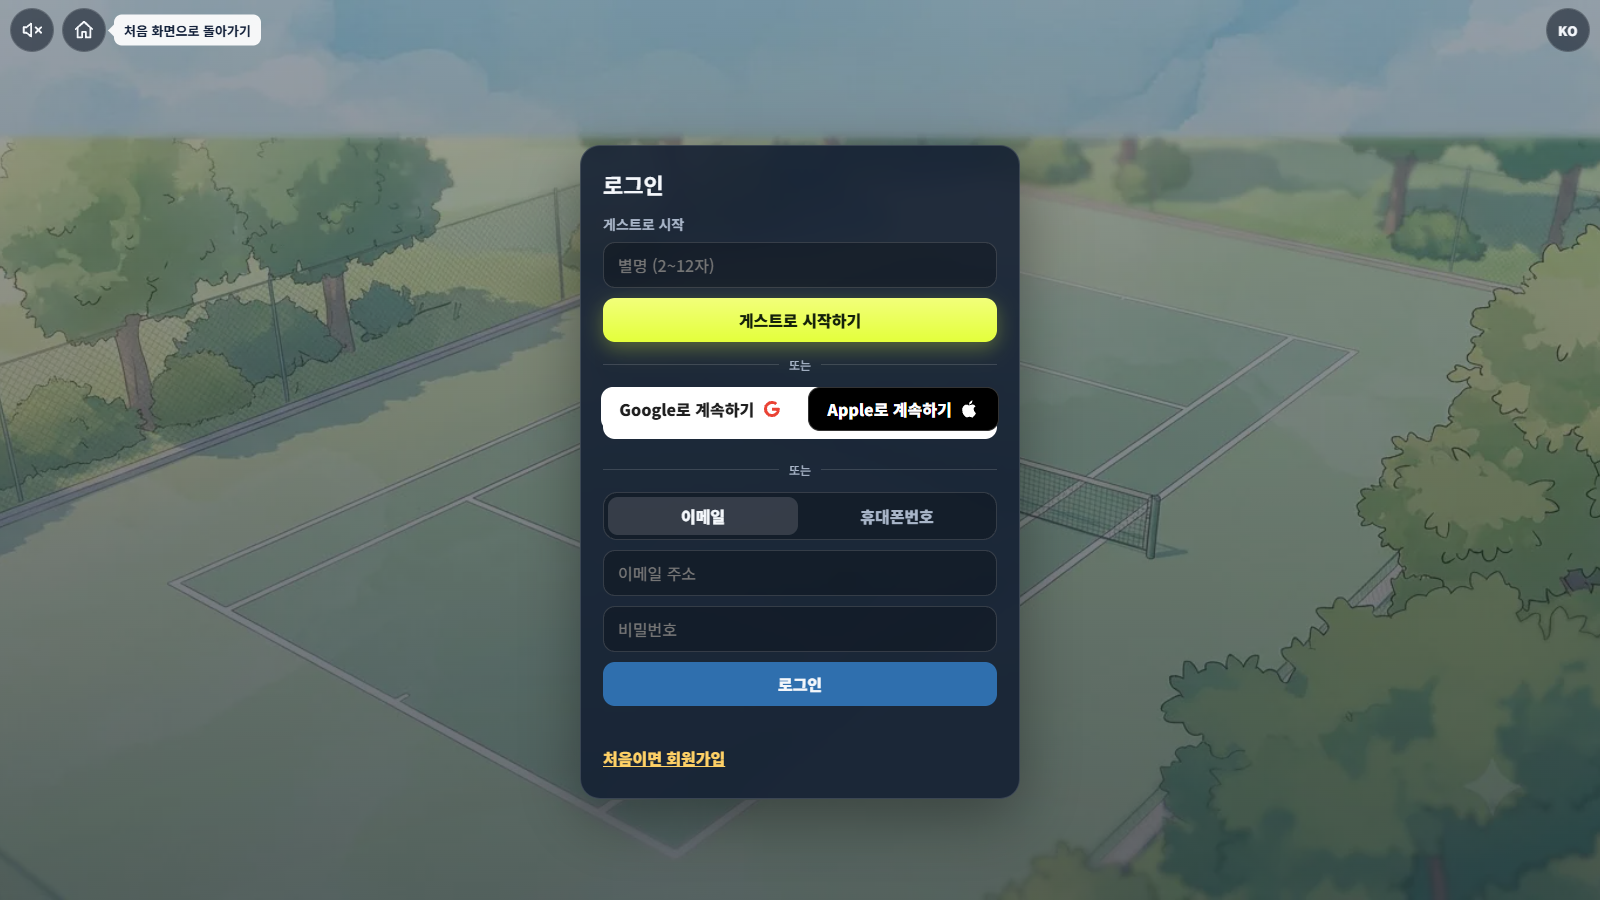 처음 화면으로 돌아가기
KO
로그인
게스트로 시작
별명 (2~12자)
게스트로 시작하기
또는
Google로 계속하기
Apple로 계속하기
또는
이메일
휴대폰번호
이메일 주소
비밀번호
로그인
처음이면 회원가입